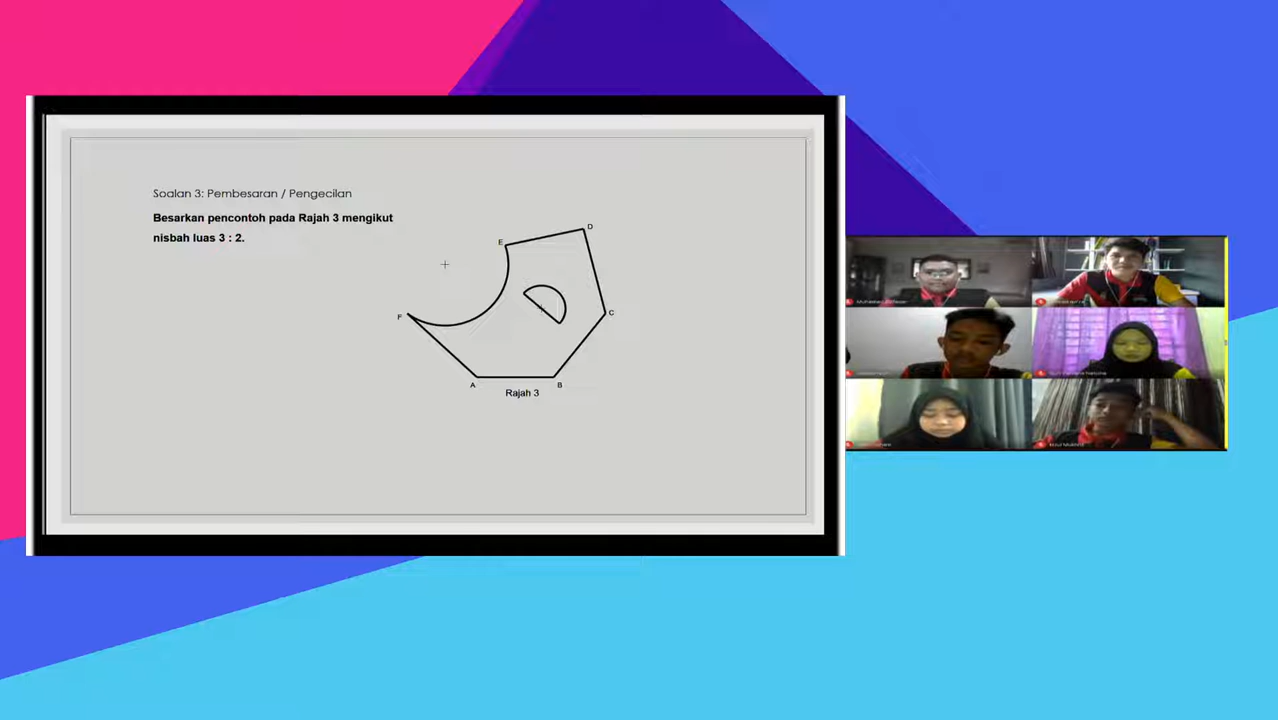 Soalan 3: Pembesaran / Pengecilan
Besarkan pencontoh pada Rajah 3 mengikut
nisbah luas 3 : 2.
D
E
C
F
A
B
Rajah 3